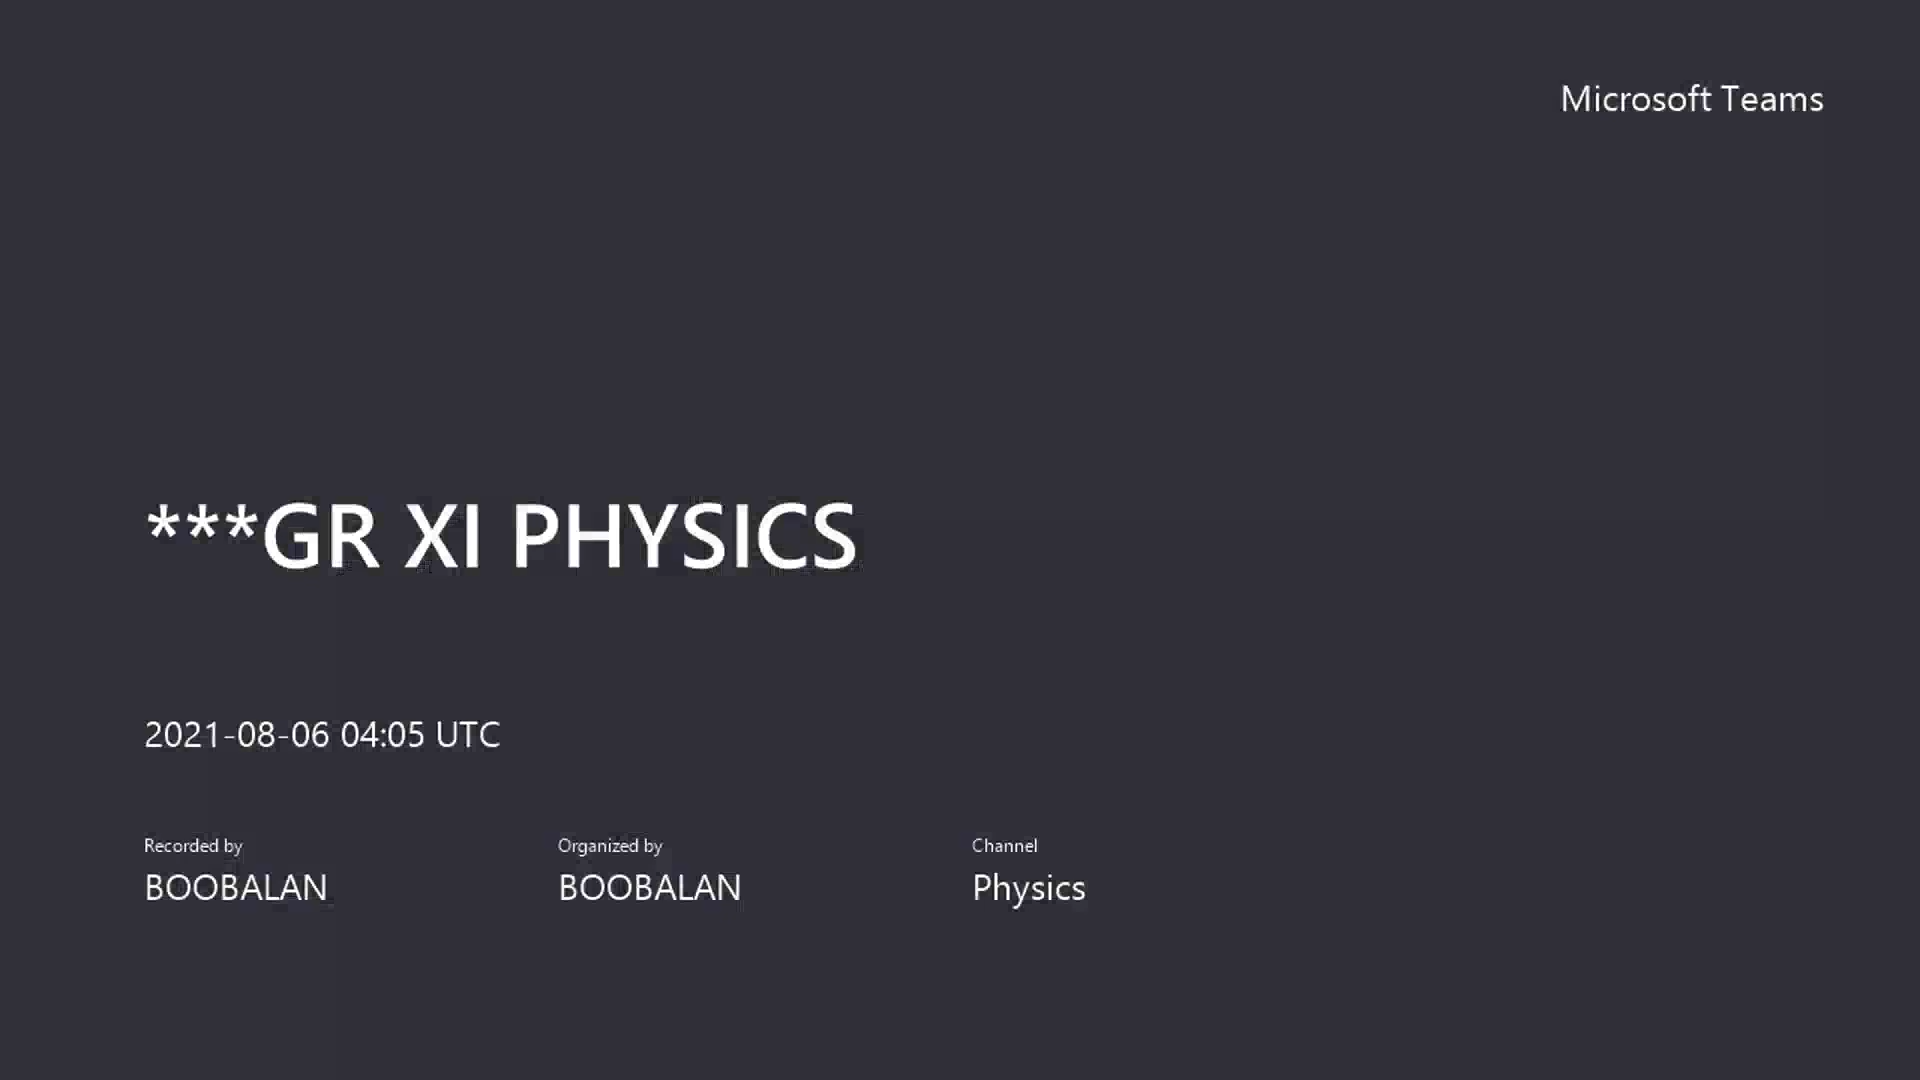 Microsoft Teams
***GR XI PHYSICS
2021-08-06 04:05 UTC
Recorded by
BOOBALAN
Organized by
BOOBALAN
Channel
Physics